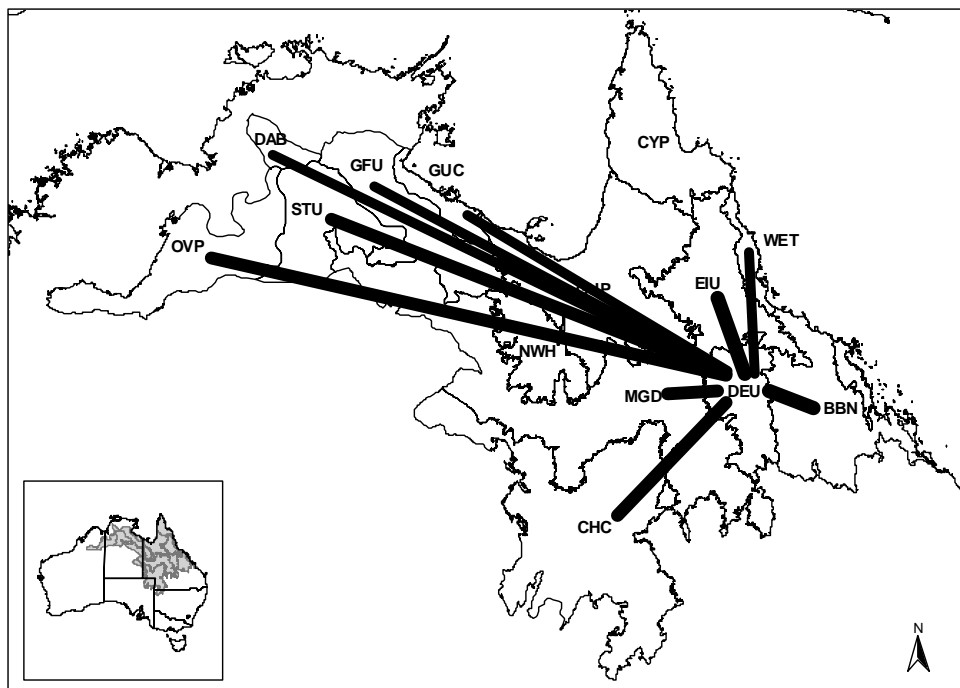 CYP
DAB
GFU
GUC
STU
OVP
WET
EIU
NWH
DEU
MGD
BBN
CHC
N